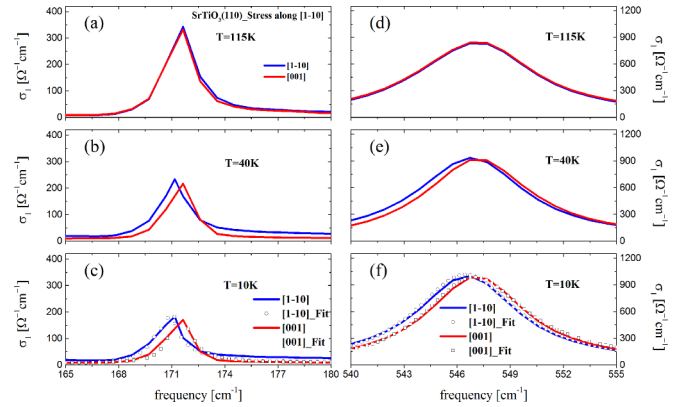 (a)
SrTiO3(110)_Stress along [1-10]
T=115K
[1-10]
[001]
400
300
200
100
0
σ1 [Ω−1cm−1]
(d)
T=115K
1200
900
600
300
0
σ1 [Ω−1cm−1]
(b)
T=40K
400
300
200
100
0
σ1 [Ω−1cm−1]
(e)
T=40K
1200
900
600
300
0
σ1 [Ω−1cm−1]
(c)
T=10K
[1-10]
[1-10]_Fit
[001]
[001]_Fit
400
300
200
100
0
σ1 [Ω−1cm−1]
165 168 171 174 177 180
frequency [cm−1]
(f)
T=10K
[1-10]
[1-10]_Fit
[001]
[001]_Fit
1200
900
600
300
0
σ1 [Ω−1cm−1]
540 543 546 549 552 555
frequency [cm−1]